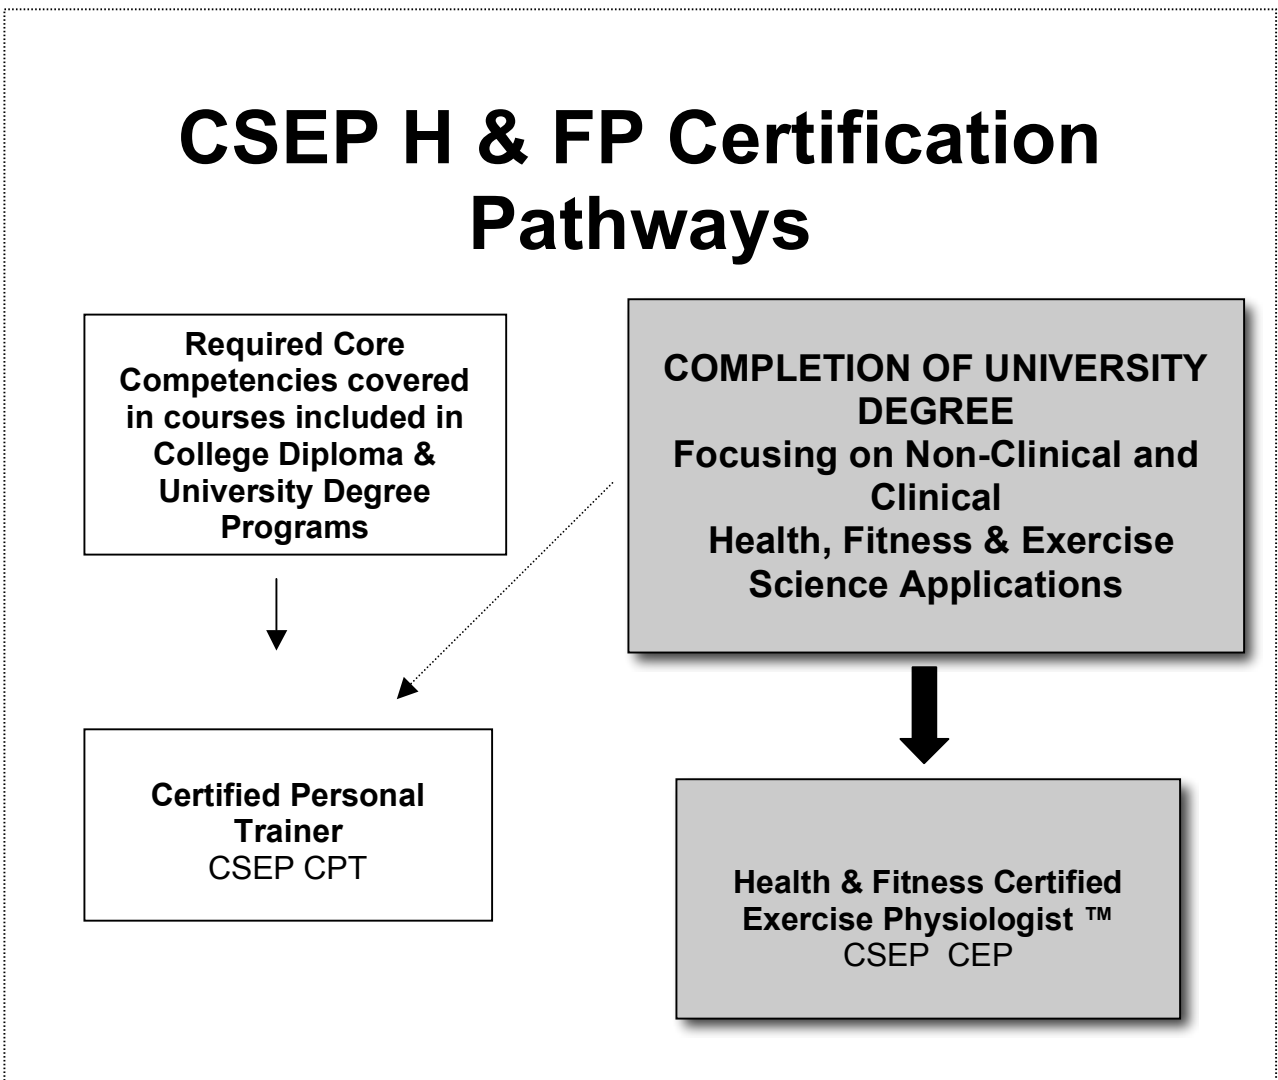 CSEP H & FP Certification
Pathways
Required Core
Competencies covered
in courses included in
College Diploma &
University Degree
Programs
COMPLETION OF UNIVERSITY
DEGREE
Focusing on Non-Clinical and
Clinical
Health, Fitness & Exercise
Science Applications
Certified Personal
Trainer
CSEP CPT
Health & Fitness Certified
Exercise Physiologist ™
CSEP CEP